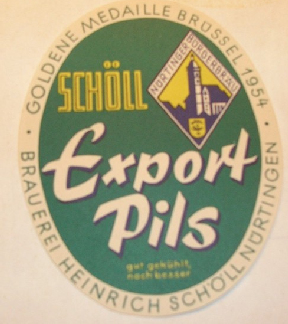 GOLDENE MEDAILLE BRÜSSEL 1954
NÜRTINGER BÜRGERBRÄU
SCHÖLL
Export
Pils
gut gekühlt,
noch besser
BRAUEREI HEINRICH SCHÖLL NÜRTINGEN